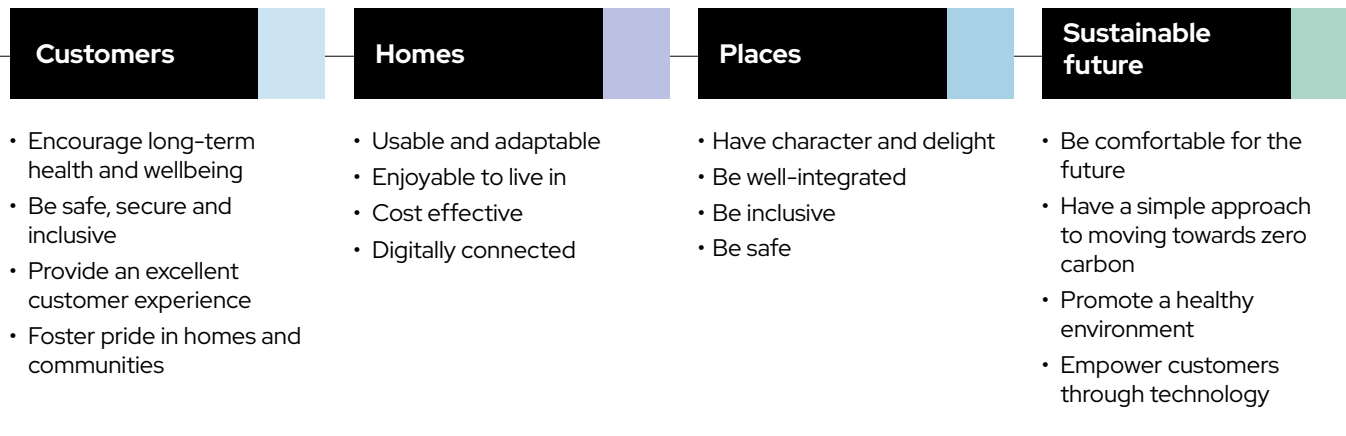 Customers
• Encourage long-term
health and wellbeing
• Be safe, secure and
inclusive
• Provide an excellent
customer experience
• Foster pride in homes and
communities
Homes
• Usable and adaptable
• Enjoyable to live in
• Cost effective
• Digitally connected
Places
• Have character and delight
• Be well-integrated
• Be inclusive
• Be safe
Sustainable
future
• Be comfortable for the
future
• Have a simple approach
to moving towards zero
carbon
• Promote a healthy
environment
• Empower customers
through technology